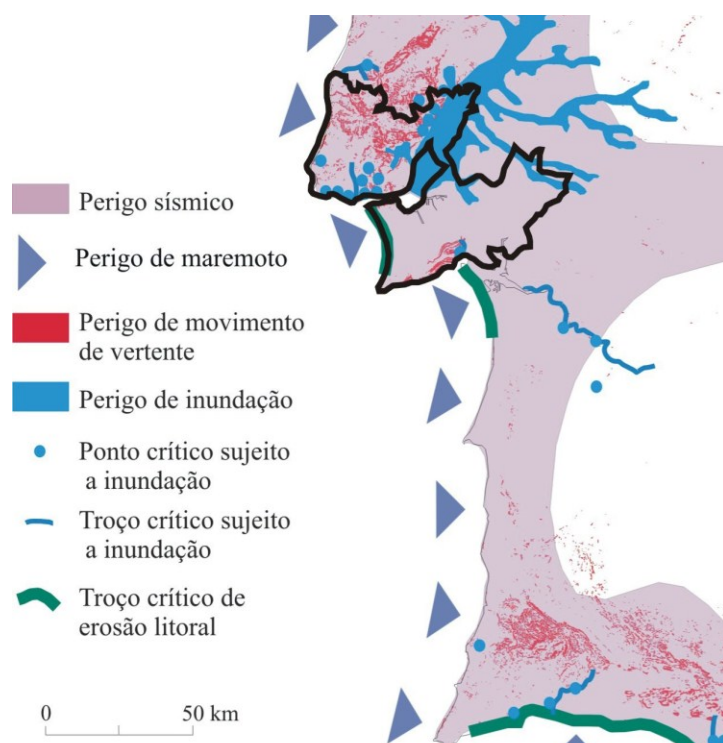 Perigo sísmico
Perigo de maremoto
Perigo de movimento
de vertente
Perigo de inundação
Ponto crítico sujeito
a inundação
Troço crítico sujeito
a inundação
Troço crítico de
erosão litoral
0 50 km